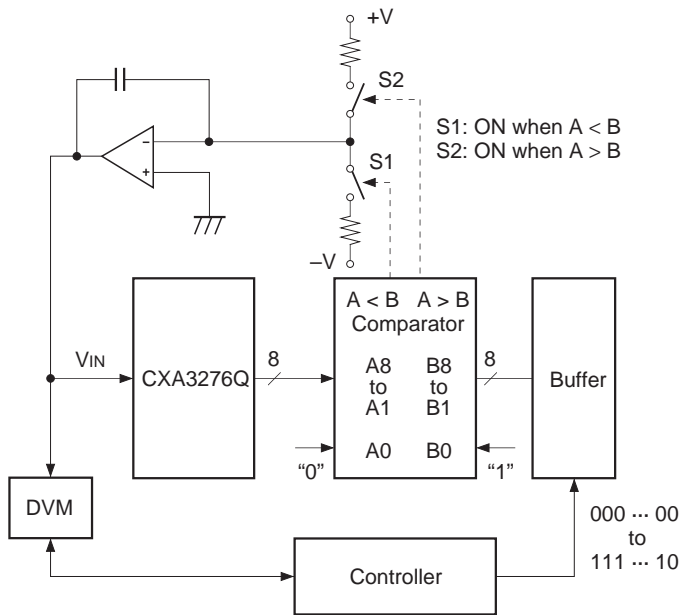 +V
S2
S1: ON when A < B
S2: ON when A > B
S1
−
+
–V
A < B A > B
Comparator
VIN
CXA3276Q
8
A8 B8
to to
A1 B1
8
Buffer
A0 B0
"0"
"1"
DVM
000 ··· 00
to
111 ··· 10
Controller